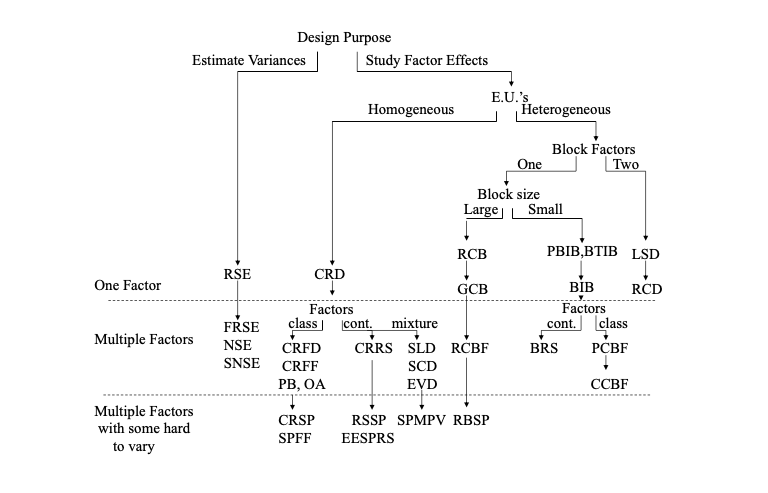 Design Purpose
Estimate Variances Study Factor Effects
E.U.'s
Homogeneous Heterogeneous
Block Factors
One Two
Block size
Large Small
RCB PBIB,BTIB LSD
RSE CRD
One Factor GCB BIB RCD
Factors Factors
class cont. mixture cont. class
FRSE
Multiple Factors NSE CRFD CRRS SLD RCBF BRS PCBF
SNSE CRFF SCD
PB, OA EVD CCBF
Multiple Factors
with some hard CRSP RSSP SPMPV RBSP
to vary SPFF EESPRS